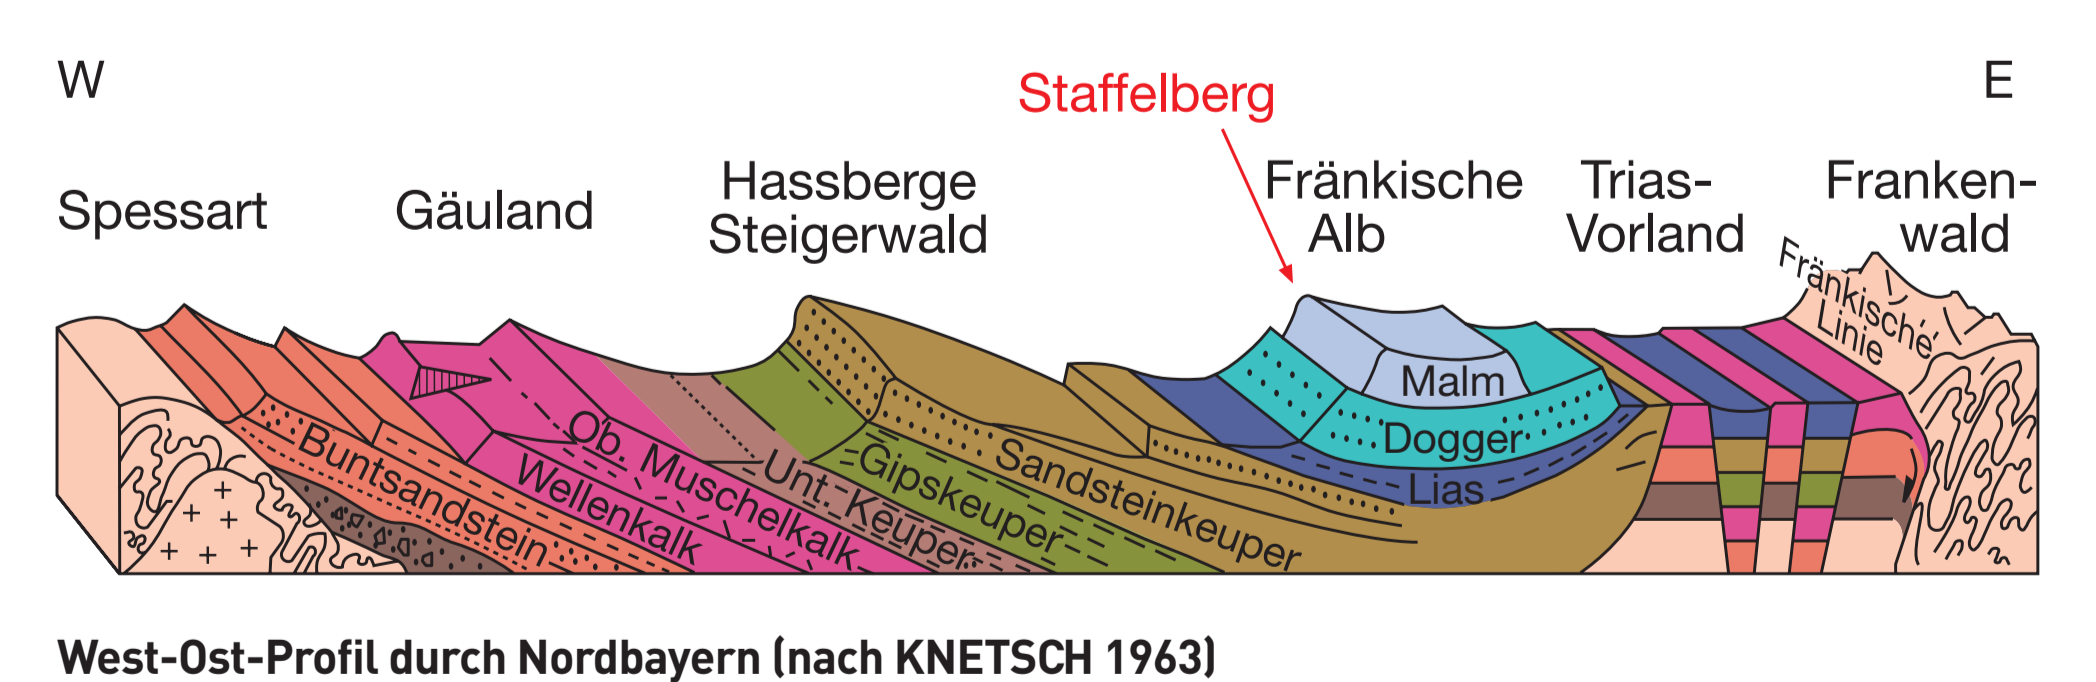 W
E
Staffelberg
Spessart
Gäuland
Hassberge
Steigerwald
Fränkische
Alb
Trias-
Vorland
Franken-
wald
Fränkische
Linie
Buntsandstein
Wellenkalk
Ob. Muschelkalk
Unt. Keuper
Gipskeuper
Sandsteinkeuper
Malm
Dogger
Lias
West-Ost-Profil durch Nordbayern (nach KNETSCH 1963)